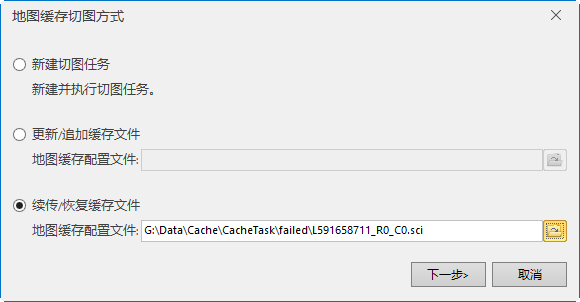 地图缓存切图方式
新建切图任务
新建并执行切图任务。
更新/追加缓存文件
地图缓存配置文件:
续传/恢复缓存文件
地图缓存配置文件: G:\Data\Cache\CacheTask\failed\L591658711_R0_C0.sci
下一步> 取消